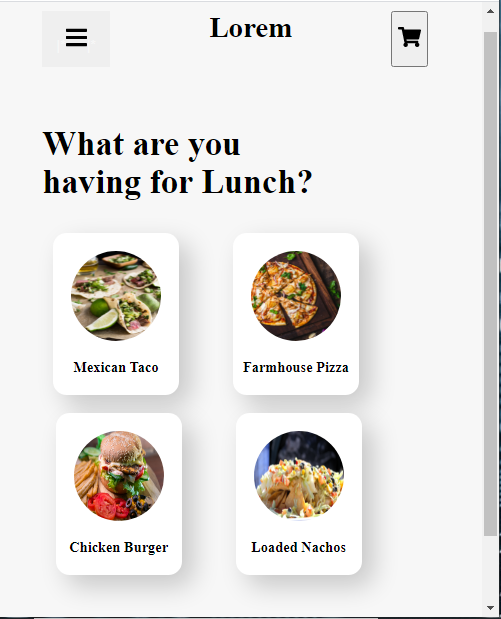 Lorem
What are you
having for Lunch?
Mexican Taco
Farmhouse Pizza
Chicken Burger
Loaded Nachos